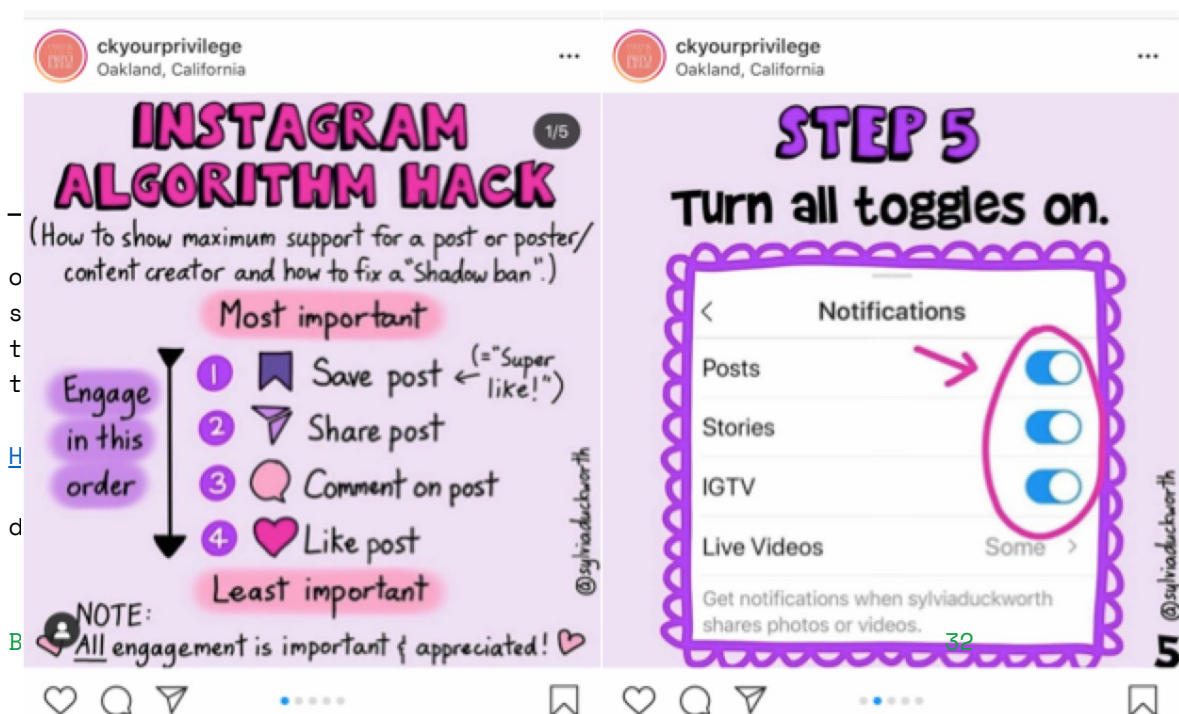 ckyourprivilege
Oakland, California
INSTAGRAM
1/5
ALGORITHM HACK
(How to show maximum support for a post or poster/
content creator and how to fix a "Shadow ban".)
Most important
Engage
in this
order
1 Save post
(="Super
like!")
2 Share post
3 Comment on post
4 Like post
Least important
NOTE:
All engagement is important & appreciated!
@sylviaduckworth
ckyourprivilege
Oakland, California
STEP 5
Turn all toggles on.
Notifications
Posts
Stories
IGTV
Live Videos Some
Get notifications when sylviaduckworth
shares photos or videos.
@sylviaduckworth
5
32
o
s
t
t
H
d
B